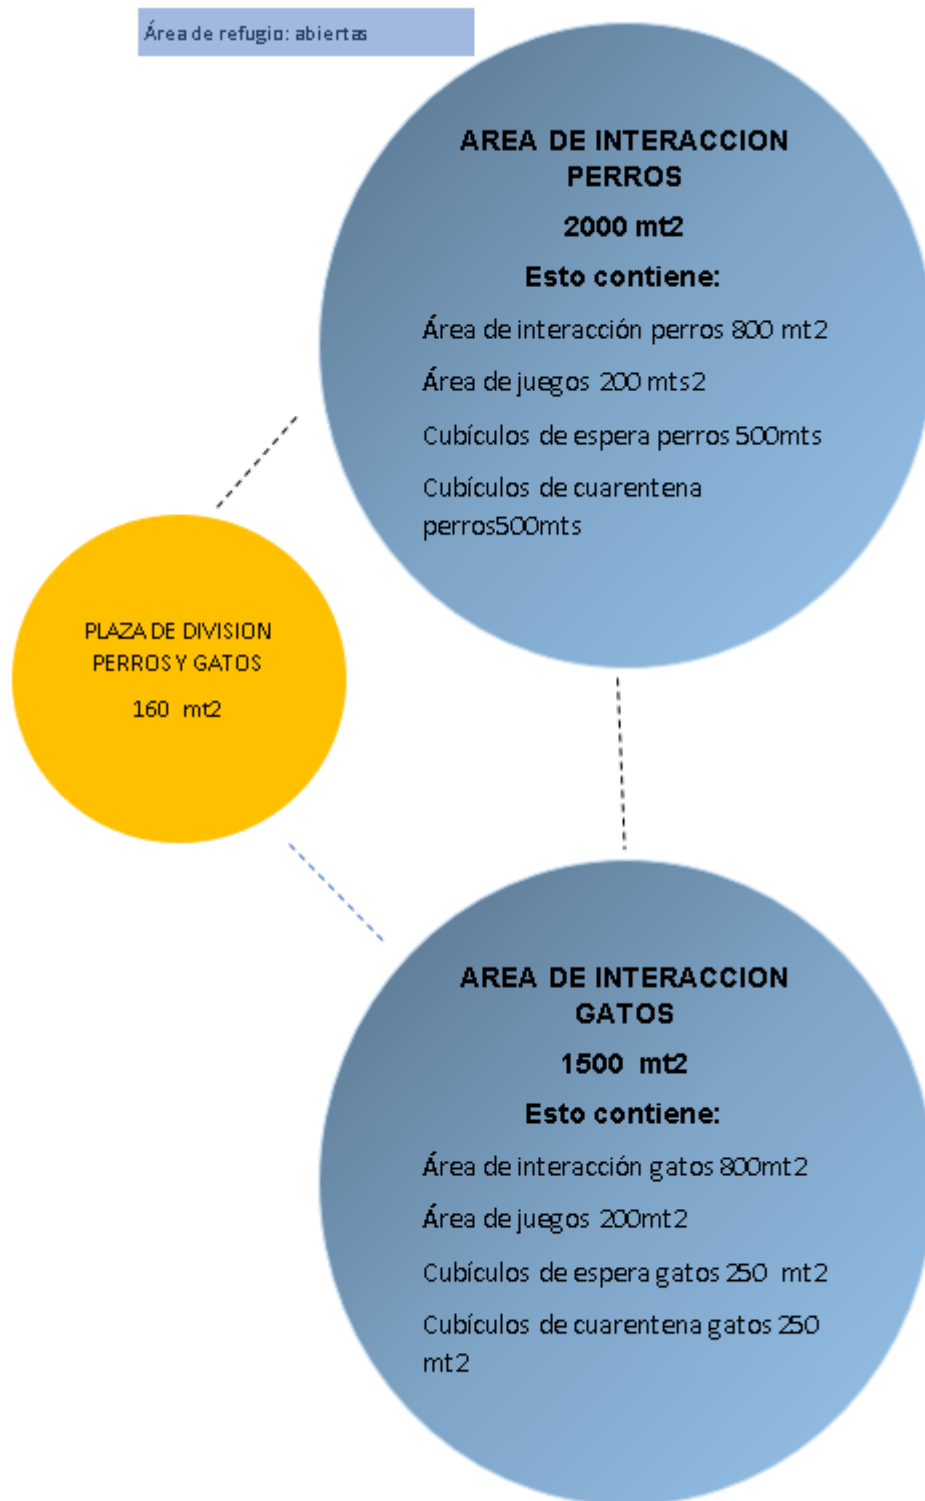 Área de refugio: abiertas
AREA DE INTERACCION
PERROS
2000 mt2
Esto contiene:
Área de interacción perros 800 mt2
Área de juegos 200 mts2
Cubículos de espera perros 500mts
Cubículos de cuarentena
perros500mts
PLAZA DE DIVISION
PERROS Y GATOS
160 mt2
AREA DE INTERACCION
GATOS
1500 mt2
Esto contiene:
Área de interacción gatos 800mt2
Área de juegos 200mt2
Cubículos de espera gatos 250 mt2
Cubículos de cuarentena gatos 250
mt2